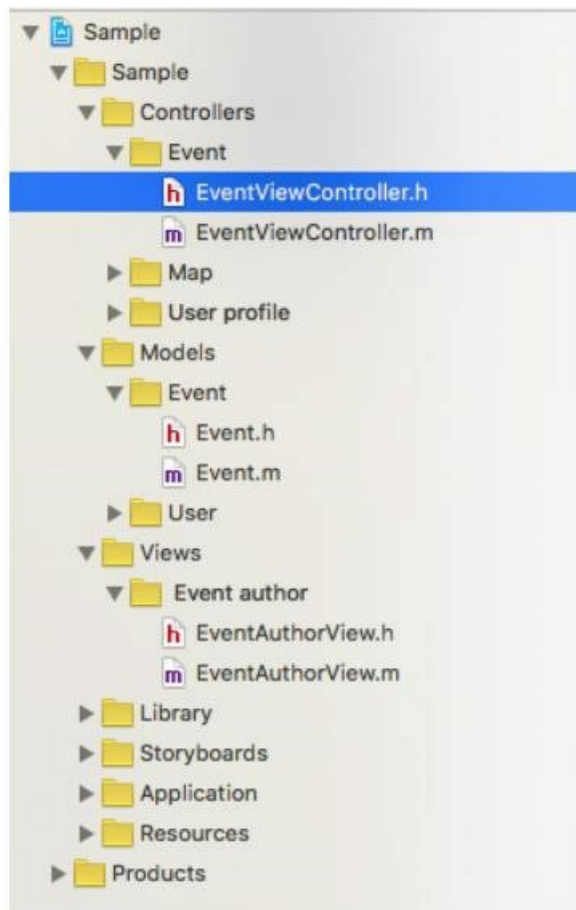 Sample
Sample
Controllers
Event
h EventViewController.h
m EventViewController.m
Map
User profile
Models
Event
h Event.h
m Event.m
User
Views
Event author
h EventAuthorView.h
m EventAuthorView.m
Library
Storyboards
Application
Resources
Products